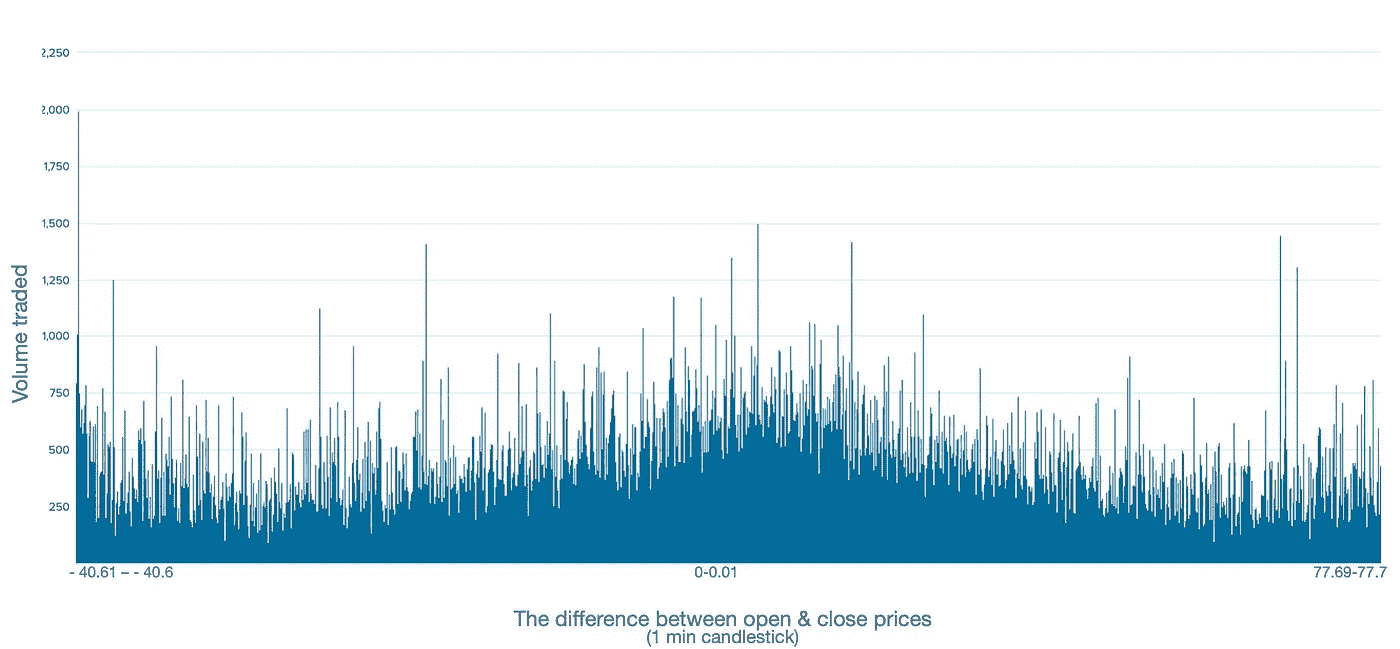 2,250
2,000
1,750
1,500
1,250
1,000
750
500
250
Volume traded
- 40.61 – - 40.6
0-0.01
77.69-77.7
The difference between open & close prices
(1 min candlestick)